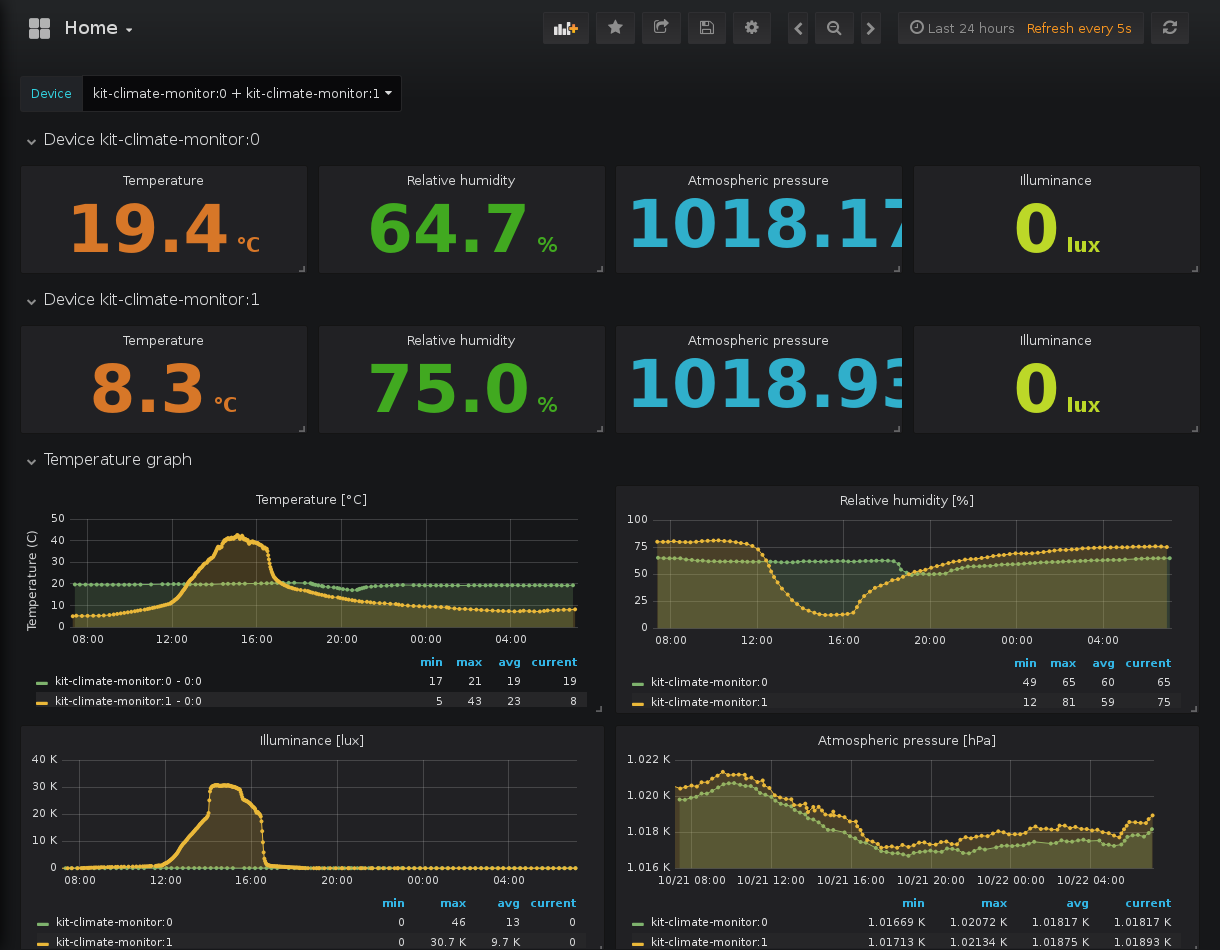 Home
Last 24 hours Refresh every 5s
Device kit-climate-monitor:0 + kit-climate-monitor:1
Device kit-climate-monitor:0
Temperature Relative humidity Atmospheric pressure Illuminance
19.4 °C 64.7 % 1018.17 0 lux
Device kit-climate-monitor:1
Temperature Relative humidity Atmospheric pressure Illuminance
8.3 °C 75.0 % 1018.93 0 lux
Temperature graph
Temperature [°C]
Temperature (C)
50
40
30
20
10
0
08:00 12:00 16:00 20:00 00:00 04:00
min max avg current
kit-climate-monitor:0 - 0:0 17 21 19 19
kit-climate-monitor:1 - 0:0 5 43 23 8
Relative humidity [%]
100
75
50
25
0
08:00 12:00 16:00 20:00 00:00 04:00
min max avg current
kit-climate-monitor:0 49 65 60 65
kit-climate-monitor:1 12 81 59 75
Illuminance [lux]
40 K
30 K
20 K
10 K
0
08:00 12:00 16:00 20:00 00:00 04:00
min max avg current
kit-climate-monitor:0 0 46 13 0
kit-climate-monitor:1 0 30.7 K 9.7 K 0
Atmospheric pressure [hPa]
1.022 K
1.020 K
1.018 K
1.016 K
10/21 08:00 10/21 12:00 10/21 16:00 10/21 20:00 10/22 00:00 10/22 04:00
min max avg current
kit-climate-monitor:0 1.01669 K 1.02072 K 1.01817 K 1.01817 K
kit-climate-monitor:1 1.01713 K 1.02134 K 1.01875 K 1.01893 K